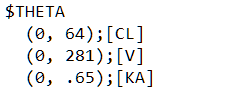 $THETA
(0, 64);[CL]
(0, 281);[V]
(0, .65);[KA]